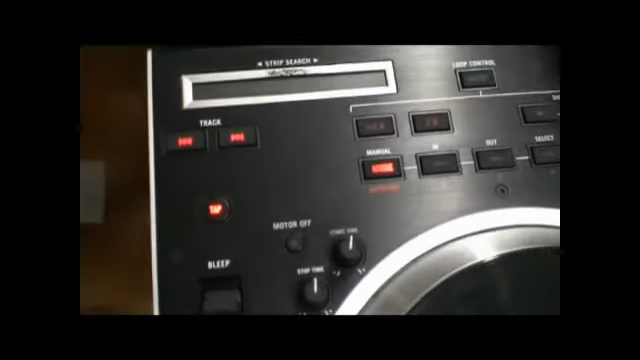 ◄ STRIP SEARCH ►
LOOP CONTROL
TRACK
MANUAL
IN
OUT
SELECT
TAP
MOTOR OFF
START TIME
BLEEP
STOP TIME